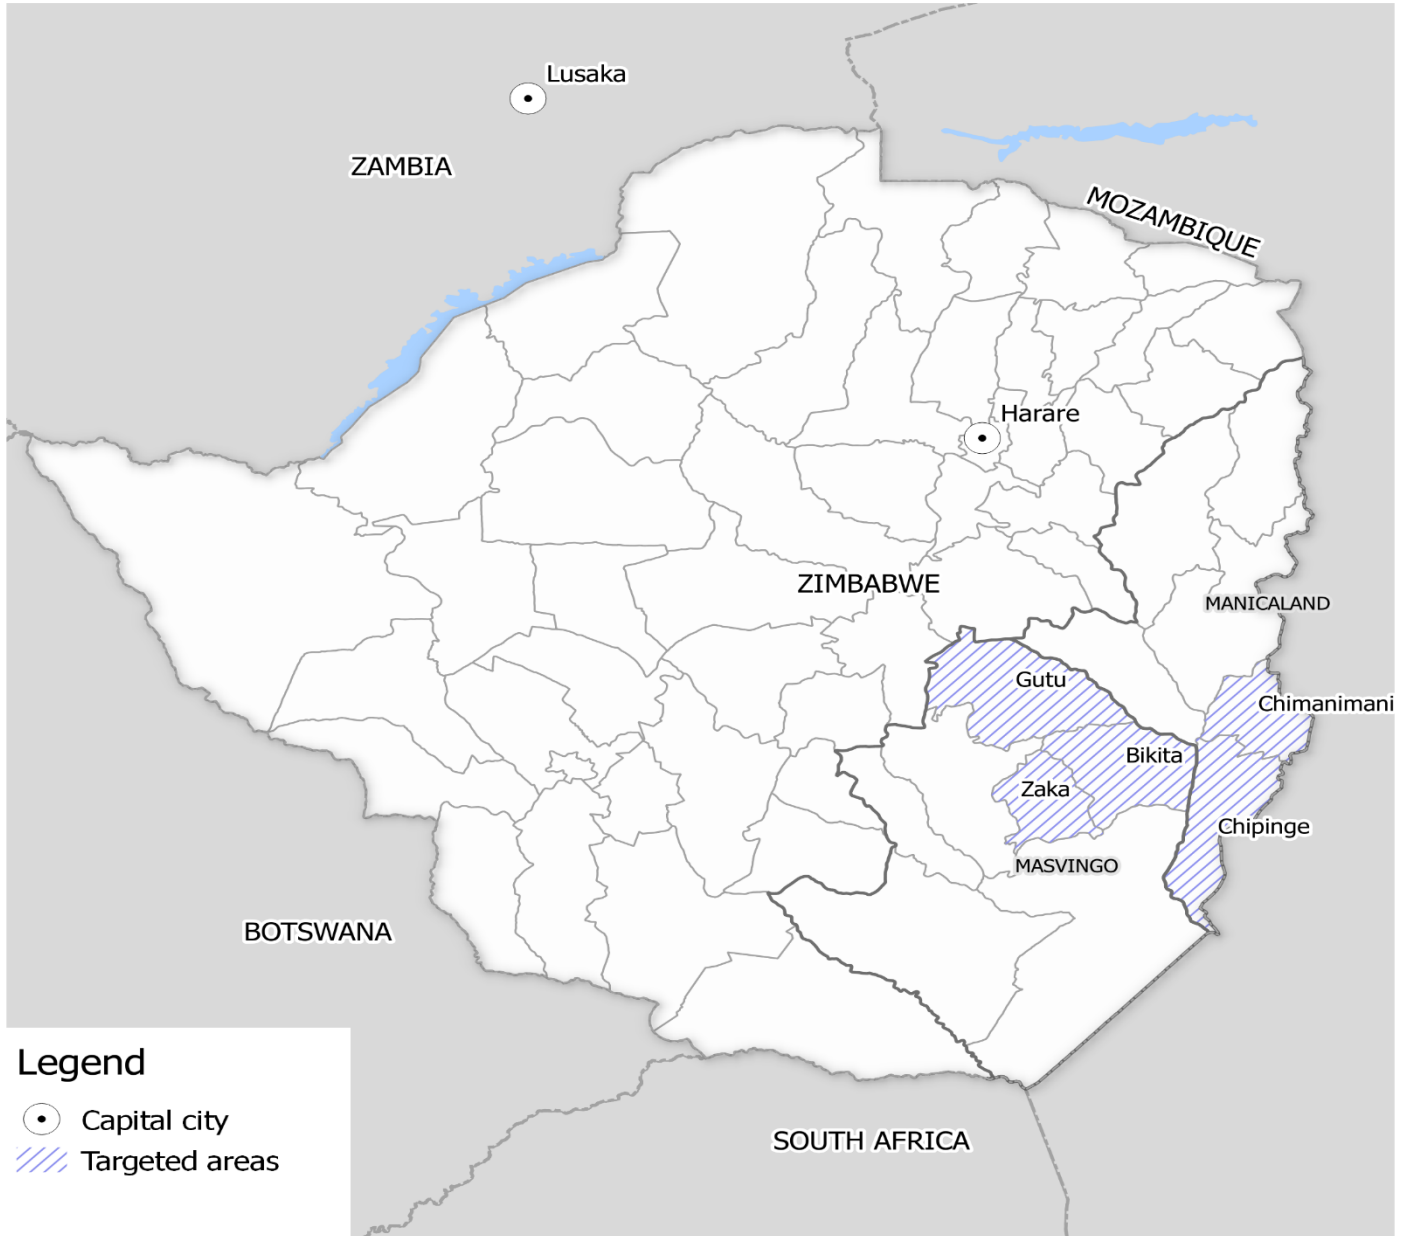 Lusaka
ZAMBIA
MOZAMBIQUE
Harare
ZIMBABWE
MANICALAND
Gutu
Chimanimani
Bikita
Zaka
Chipinge
MASVINGO
BOTSWANA
SOUTH AFRICA
Legend
Capital city
Targeted areas